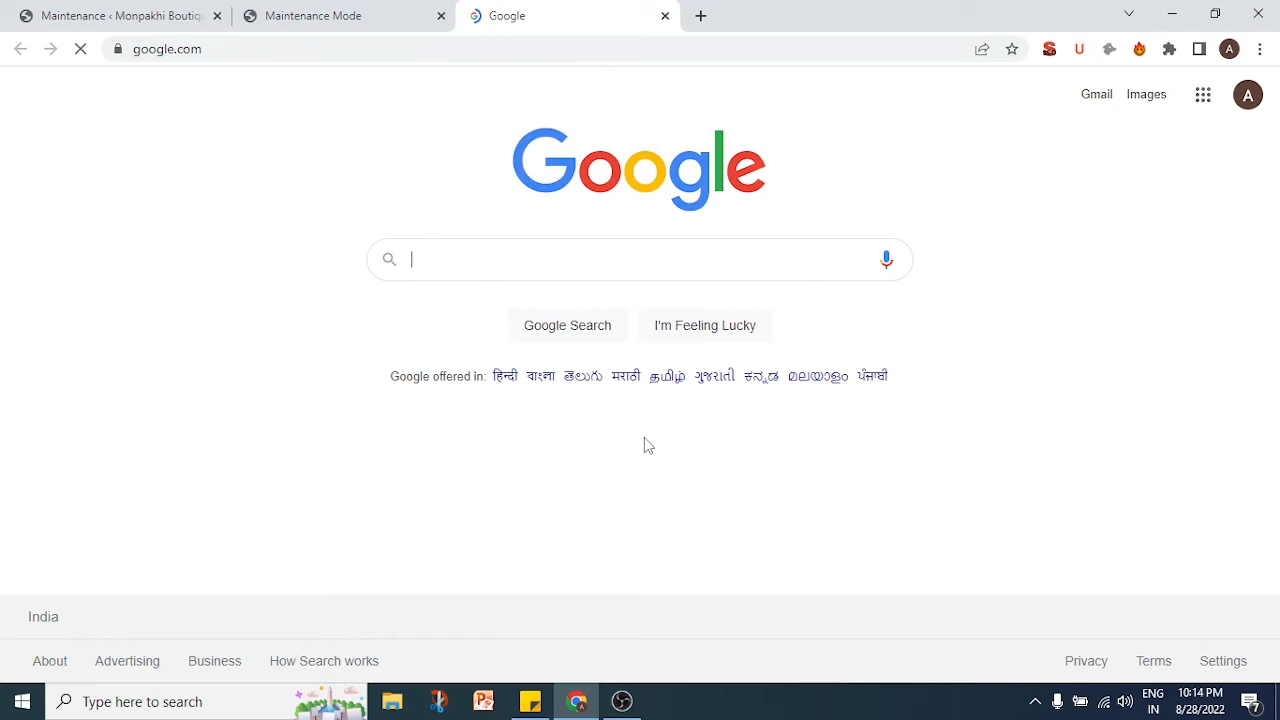 Maintenance ‹ Monpakhi Boutiq
Maintenance Mode
Google
google.com
A
Gmail
Images
A
Google
Google Search
I'm Feeling Lucky
Google offered in: हिन्दी বাংলা తెలుగు मराठी தமிழ் ગુજરાતી ಕನ್ನಡ മലയാളം ਪੰਜਾਬੀ
India
About
Advertising
Business
How Search works
Privacy
Terms
Settings
Type here to search
ENG
IN
10:14 PM
8/28/2022
7